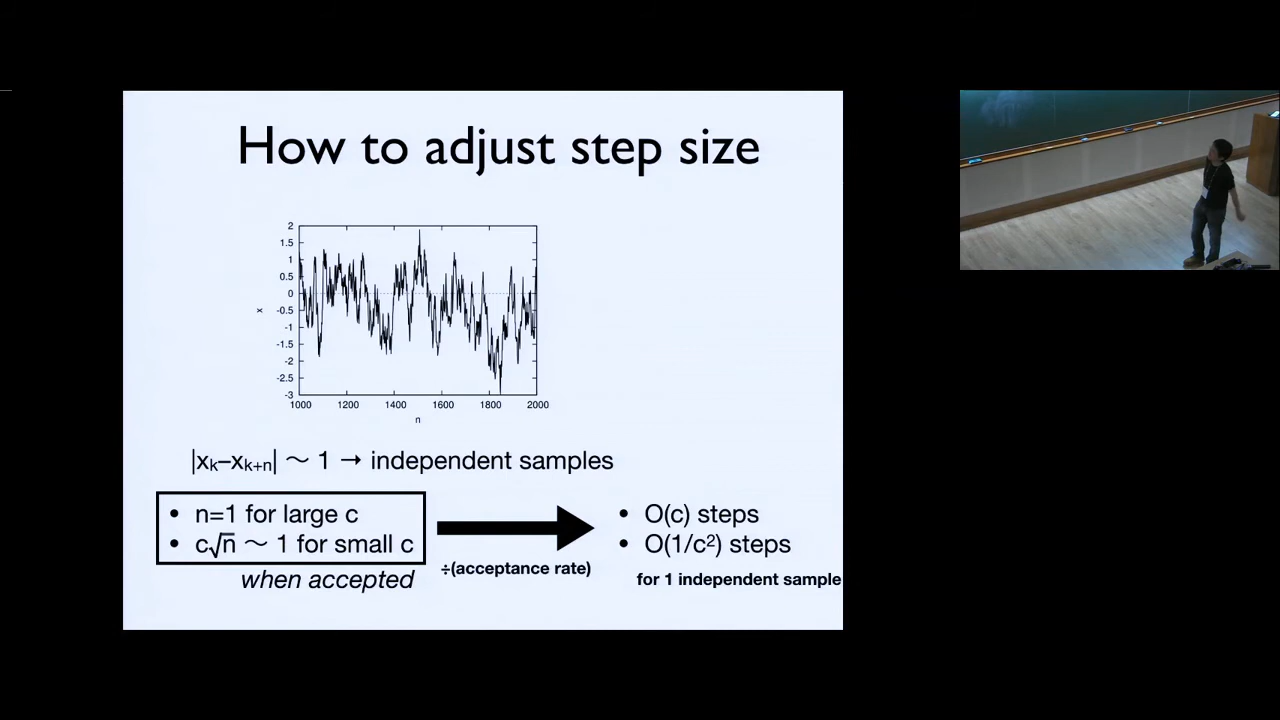 How to adjust step size
2
1.5
1
0.5
0
-0.5
-1
-1.5
-2
-2.5
-3
x
1000 1200 1400 1600 1800 2000
n
|xk–xk+n| ～ 1 → independent samples
• n=1 for large c
• c√n ～ 1 for small c
when accepted
÷(acceptance rate)
• O(c) steps
• O(1/c²) steps
for 1 independent sample